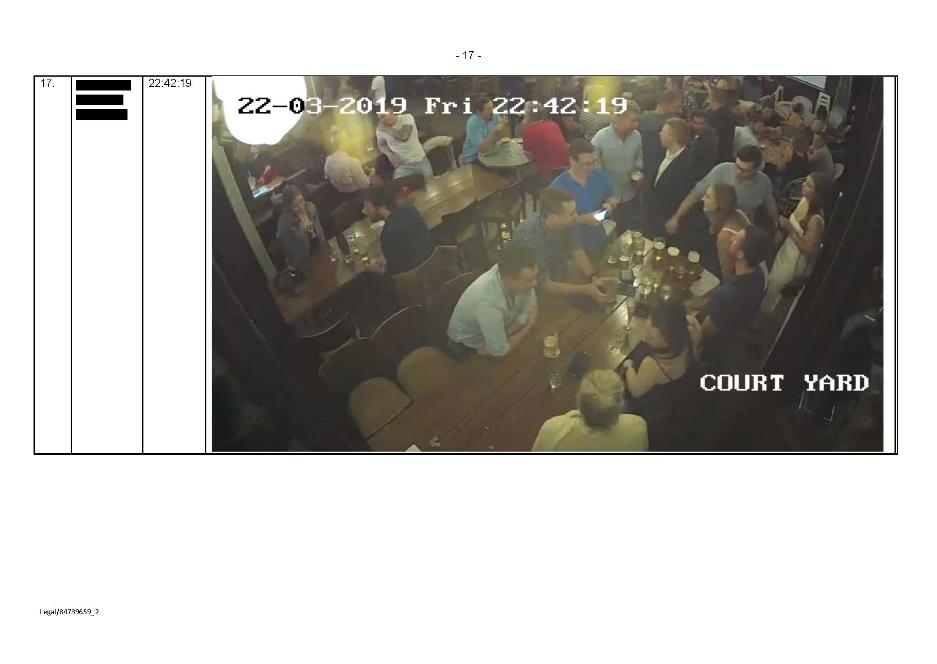 - 17 -
17.
22:42:19
22-03-2019 Fri 22:42:19
COURT YARD
Legal/84739659_2